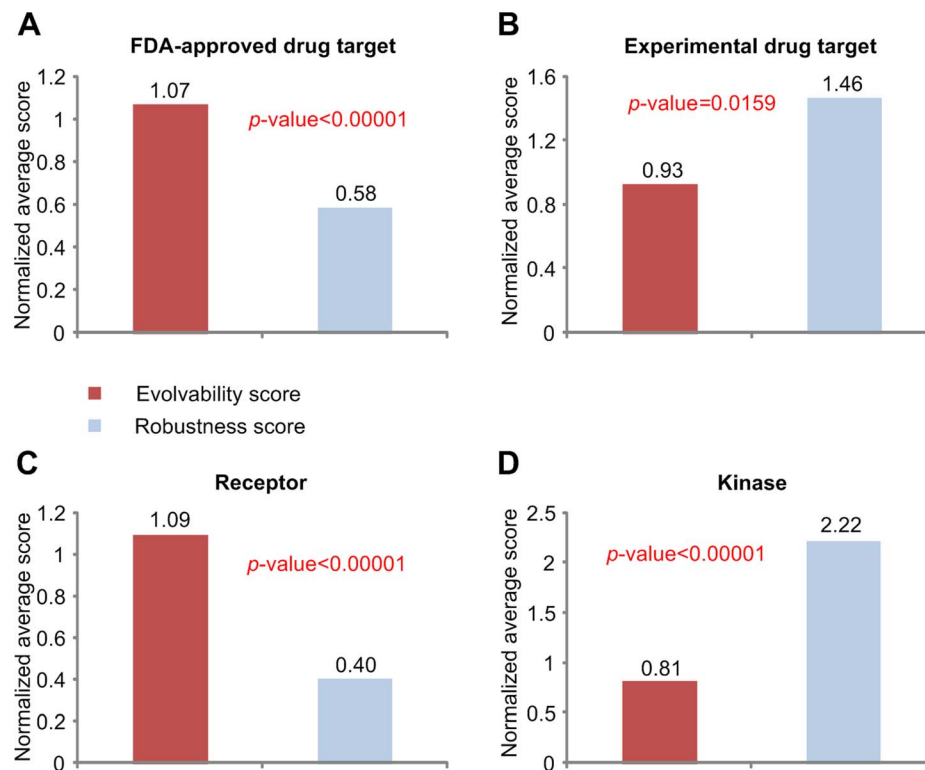 A
FDA-approved drug target
Normalized average score
1.2
1
0.8
0.6
0.4
0.2
0
1.07
0.58
p-value<0.00001
B
Experimental drug target
Normalized average score
1.6
1.2
0.8
0.4
0
0.93
1.46
p-value=0.0159
Evolvability score
Robustness score
C
Receptor
Normalized average score
1.2
1
0.8
0.6
0.4
0.2
0
1.09
0.40
p-value<0.00001
D
Kinase
Normalized average score
2.5
2
1.5
1
0.5
0
0.81
2.22
p-value<0.00001